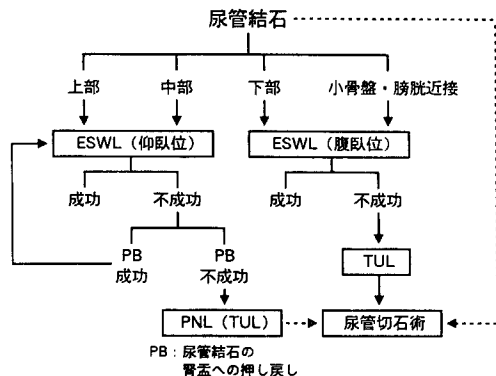 尿管結石
上部 中部 下部 小骨盤・膀胱近接
ESWL（仰臥位） ESWL（腹臥位）
成功 不成功 成功 不成功
PB PB
成功 不成功
TUL
PNL（TUL） 尿管切石術
PB：尿管結石の
腎盂への押し戻し